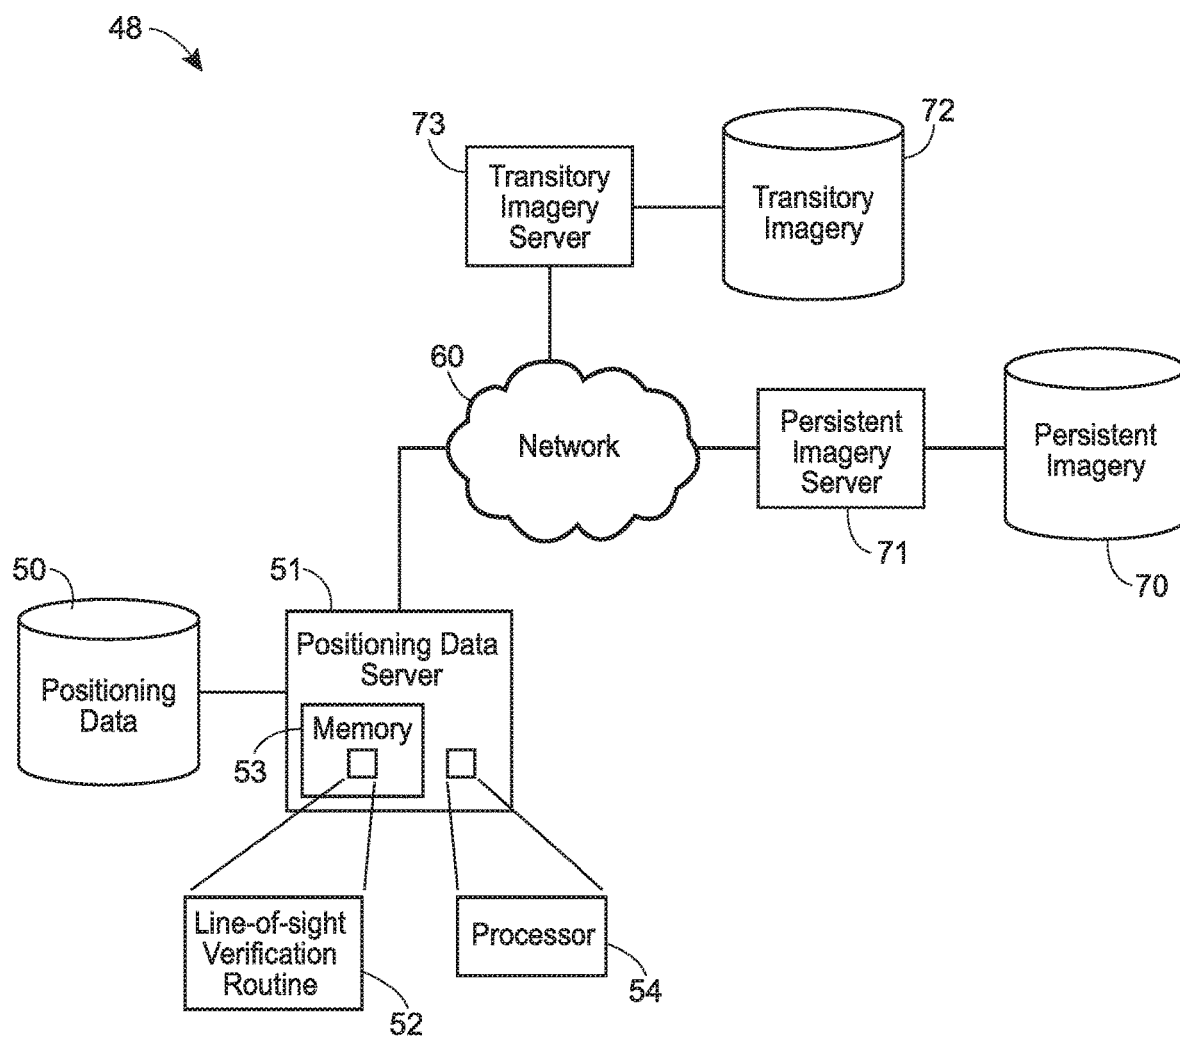 48
73
72
Transitory
Imagery
Server
Transitory
Imagery
60
Network
Persistent
Imagery
Server
Persistent
Imagery
71
70
50
51
Positioning
Data
Positioning Data
Server
Memory
53
Line-of-sight
Verification
Routine
Processor
52
54